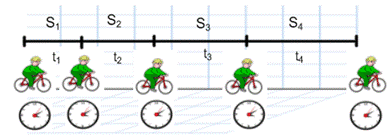 S₁ S₂ S₃ S₄
t₁ t₂ t₃ t₄